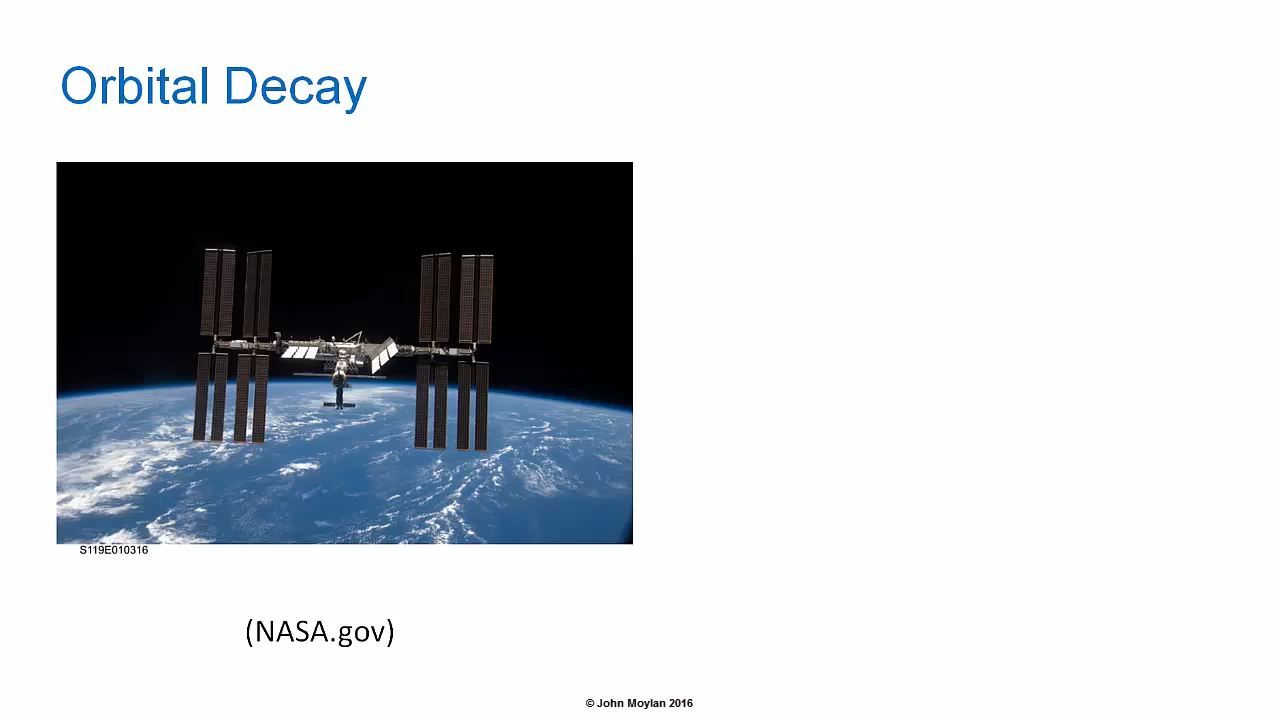 Orbital Decay
S119E010316
(NASA.gov)
© John Moylan 2016